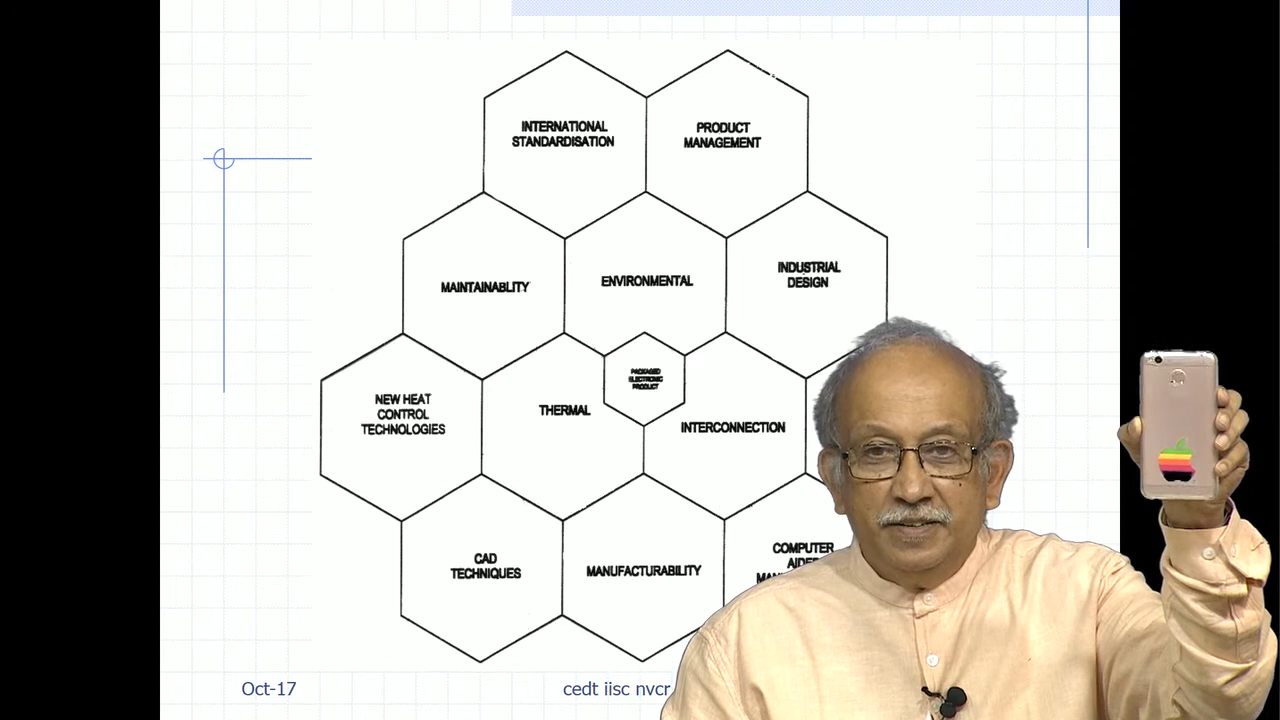 INTERNATIONAL
STANDARDISATION
PRODUCT
MANAGEMENT
MAINTAINABLITY
ENVIRONMENTAL
INDUSTRIAL
DESIGN
PACKAGED
ELECTRONIC
PRODUCT
NEW HEAT
CONTROL
TECHNOLOGIES
THERMAL
INTERCONNECTION
CAD
TECHNIQUES
MANUFACTURABILITY
COMPUTER
Oct-17
cedt iisc nvcr